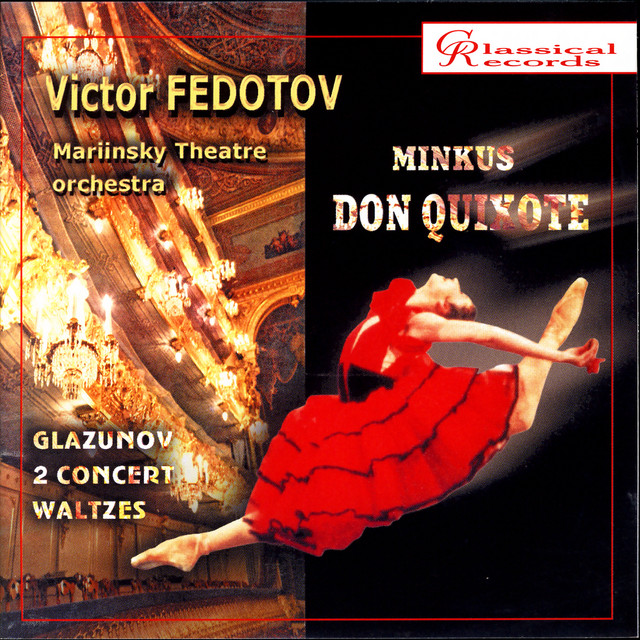 Classical
Records
Victor FEDOTOV
Mariinsky Theatre
orchestra
MINKUS
DON QUIXOTE
GLAZUNOV
2 CONCERT
WALTZES